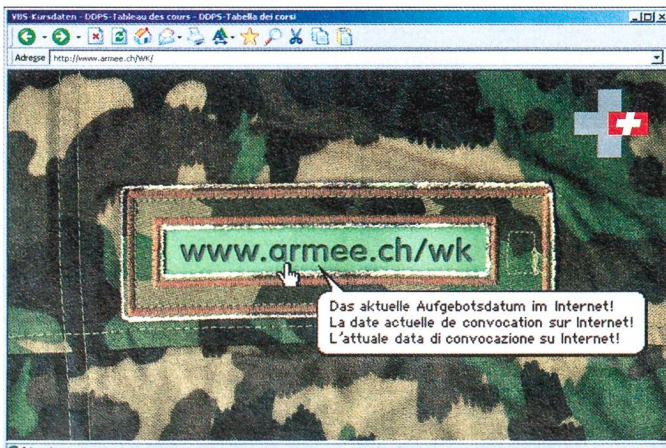 VBS-Kursdaten - DDPS-Tableau des cours - DDPS-Tabella dei corsi
Adresse http://www.armee.ch/WK/
www.armee.ch/wk
Das aktuelle Aufgebotsdatum im Internet!
La date actuelle de convocation sur Internet!
L'attuale data di convocazione su Internet!